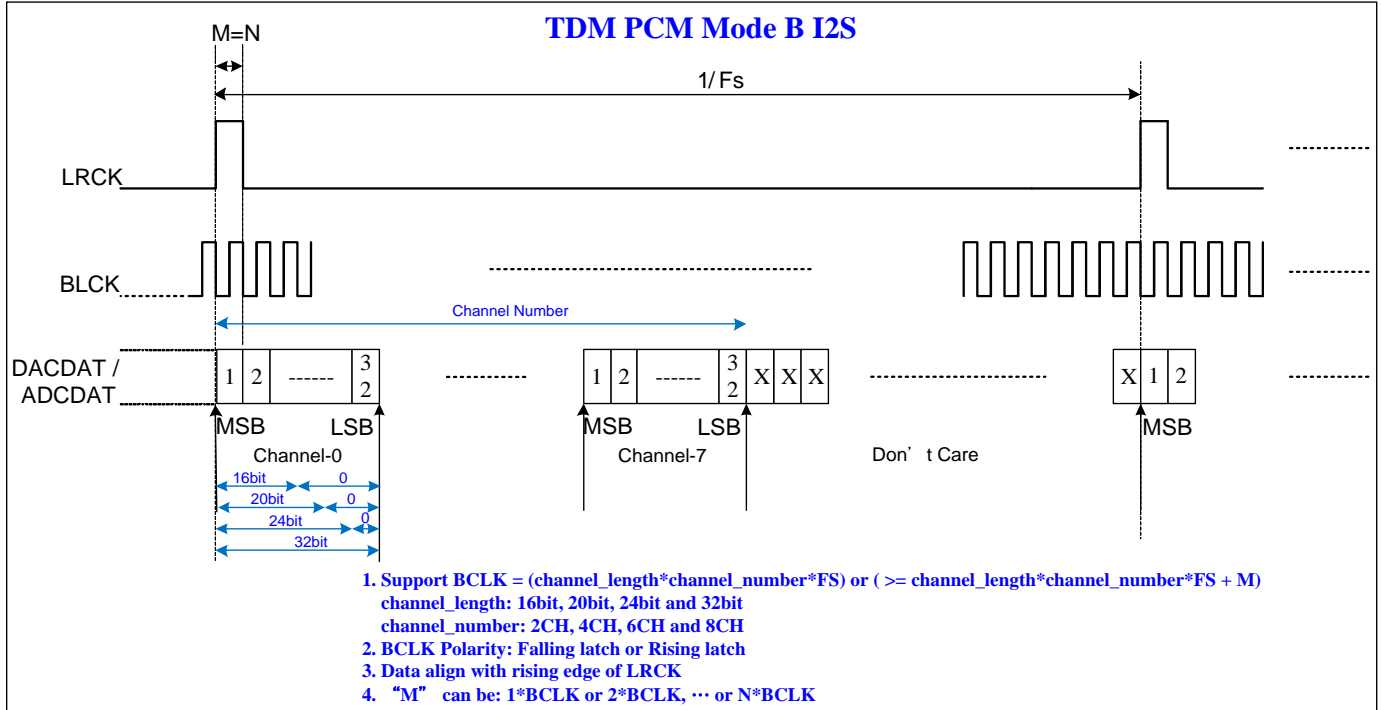 TDM PCM Mode B I2S
M=N
1/ Fs
LRCK
BLCK
Channel Number
DACDAT /
ADCDAT
1 2 ------ 32
1 2 ------ 32 X X X
X 1 2
MSB LSB
MSB LSB
MSB
Channel-0
Channel-7
Don’ t Care
16bit 0
20bit 0
24bit 0
32bit
1. Support BCLK = (channel_length*channel_number*FS) or ( >= channel_length*channel_number*FS + M)
channel_length: 16bit, 20bit, 24bit and 32bit
channel_number: 2CH, 4CH, 6CH and 8CH
2. BCLK Polarity: Falling latch or Rising latch
3. Data align with rising edge of LRCK
4. “M” can be: 1*BCLK or 2*BCLK, ··· or N*BCLK